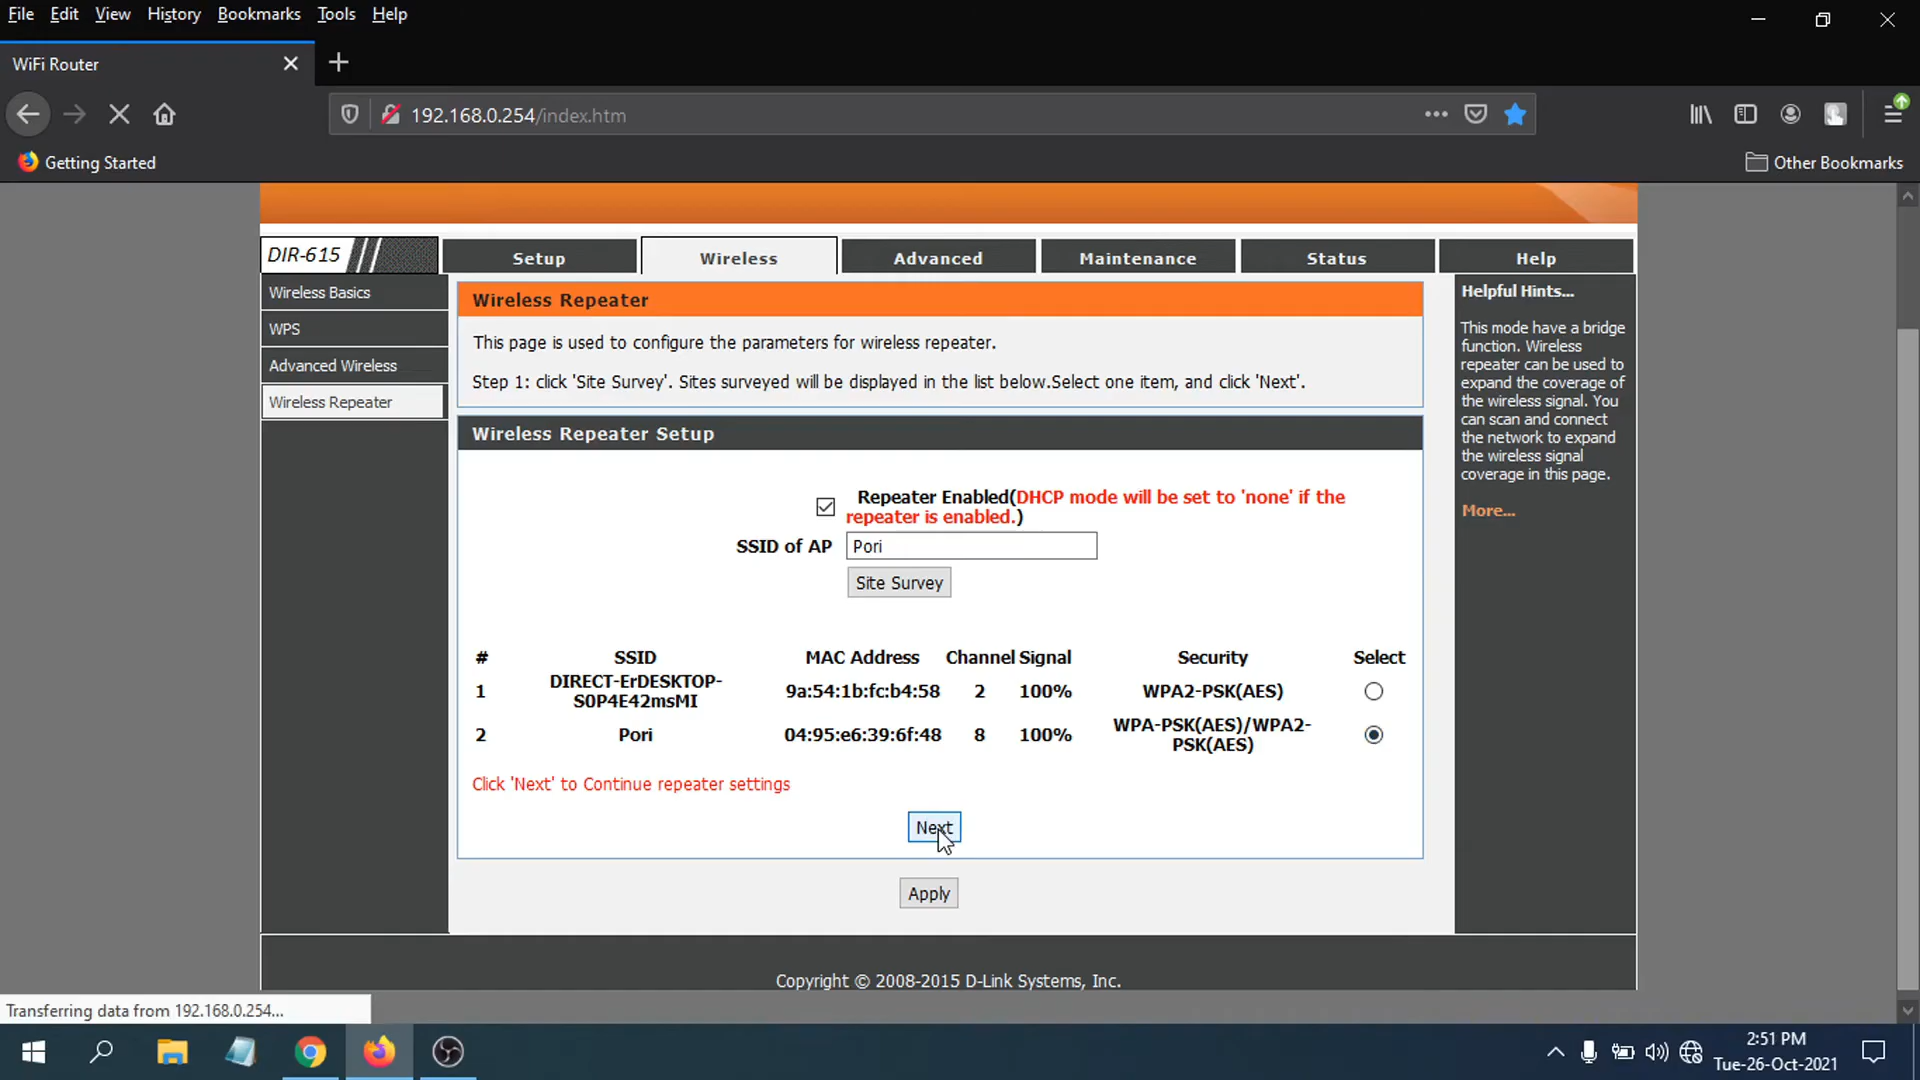 File Edit View History Bookmarks Tools Help
WiFi Router
192.168.0.254/index.htm
Getting Started
Other Bookmarks
DIR-615
Setup
Wireless
Advanced
Maintenance
Status
Help
Wireless Basics
WPS
Advanced Wireless
Wireless Repeater
Wireless Repeater
This page is used to configure the parameters for wireless repeater.
Step 1: click 'Site Survey'. Sites surveyed will be displayed in the list below.Select one item, and click 'Next'.
Wireless Repeater Setup
Repeater Enabled(DHCP mode will be set to 'none' if the
repeater is enabled.)
SSID of AP Pori
Site Survey
# SSID MAC Address Channel Signal Security Select
1 DIRECT-ErDESKTOP-
S0P4E42msMI 9a:54:1b:fc:b4:58 2 100% WPA2-PSK(AES)
2 Pori 04:95:e6:39:6f:48 8 100% WPA-PSK(AES)/WPA2-
PSK(AES)
Click 'Next' to Continue repeater settings
Next
Apply
Helpful Hints...
This mode have a bridge
function. Wireless
repeater can be used to
expand the coverage of
the wireless signal. You
can scan and connect
the network to expand
the wireless signal
coverage in this page.
More...
Copyright © 2008-2015 D-Link Systems, Inc.
Transferring data from 192.168.0.254...
2:51 PM
Tue-26-Oct-2021